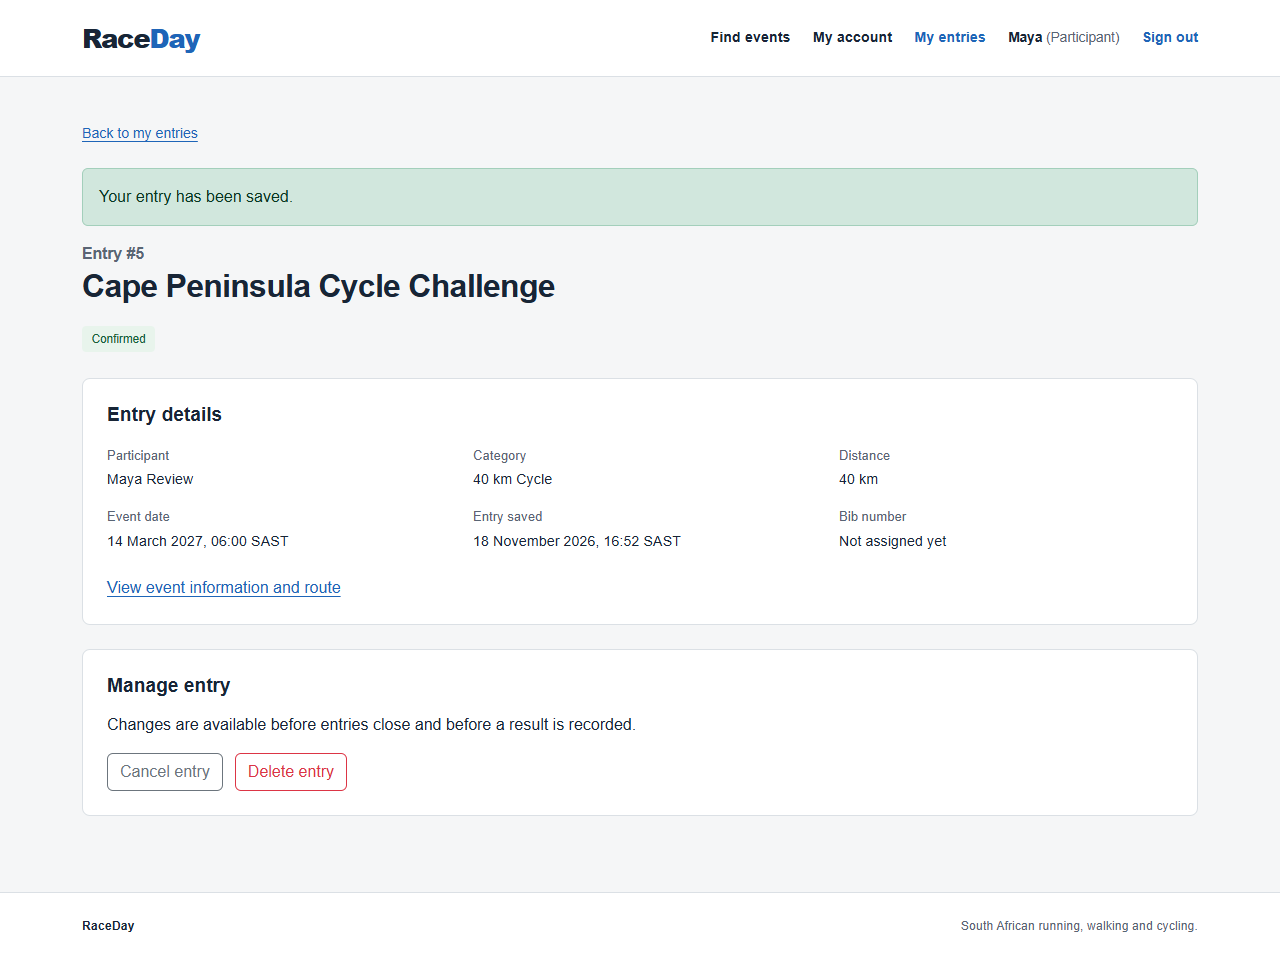 RaceDay
Find events My account My entries Maya (Participant) Sign out
Back to my entries
Your entry has been saved.
Entry #5
Cape Peninsula Cycle Challenge
Confirmed
Entry details
Participant Category Distance
Maya Review 40 km Cycle 40 km
Event date Entry saved Bib number
14 March 2027, 06:00 SAST 18 November 2026, 16:52 SAST Not assigned yet
View event information and route
Manage entry
Changes are available before entries close and before a result is recorded.
Cancel entry Delete entry
RaceDay South African running, walking and cycling.